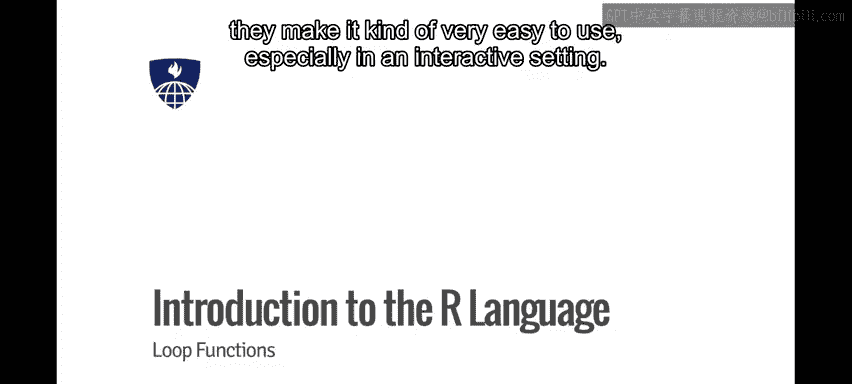 they make it kind of very easy to use,
especially in an interactive setting.
Introduction to the R Language
Loop Functions